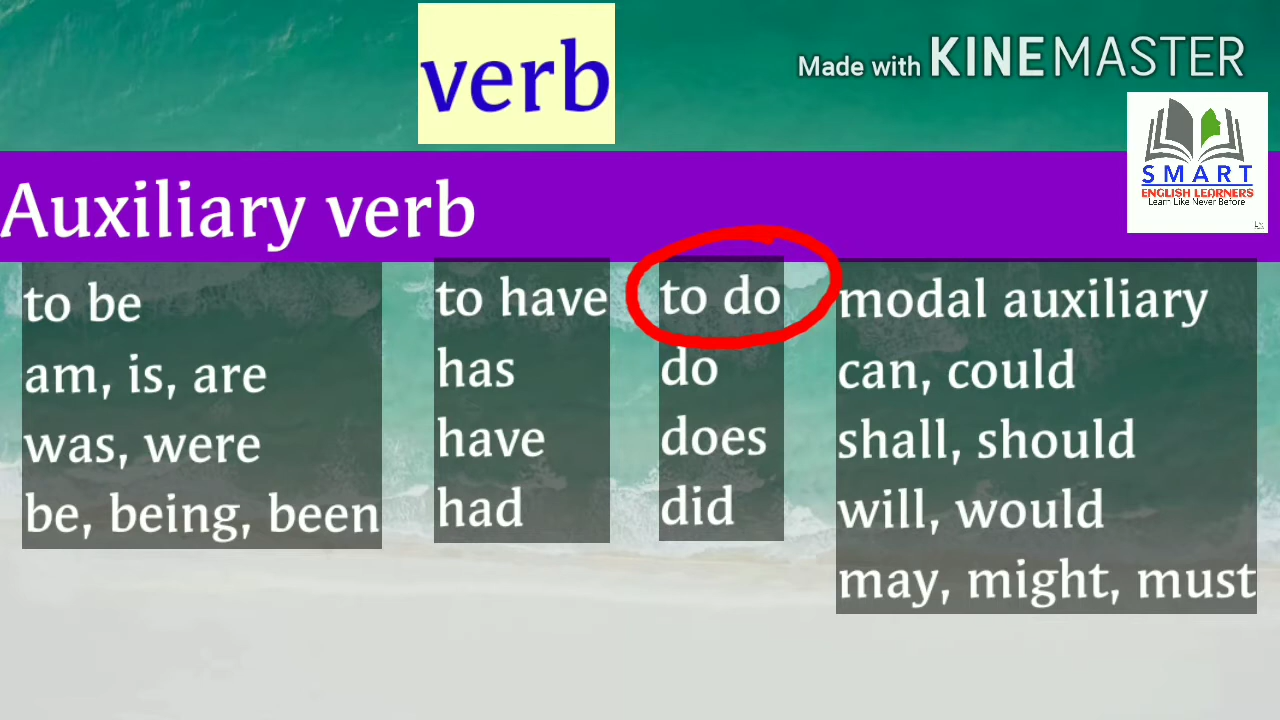 verb
Made with KINEMASTER
SMART
ENGLISH LEARNERS
Learn Like Never Before
Auxiliary verb
to be
am, is, are
was, were
be, being, been
to have
has
have
had
to do
do
does
did
modal auxiliary
can, could
shall, should
will, would
may, might, must